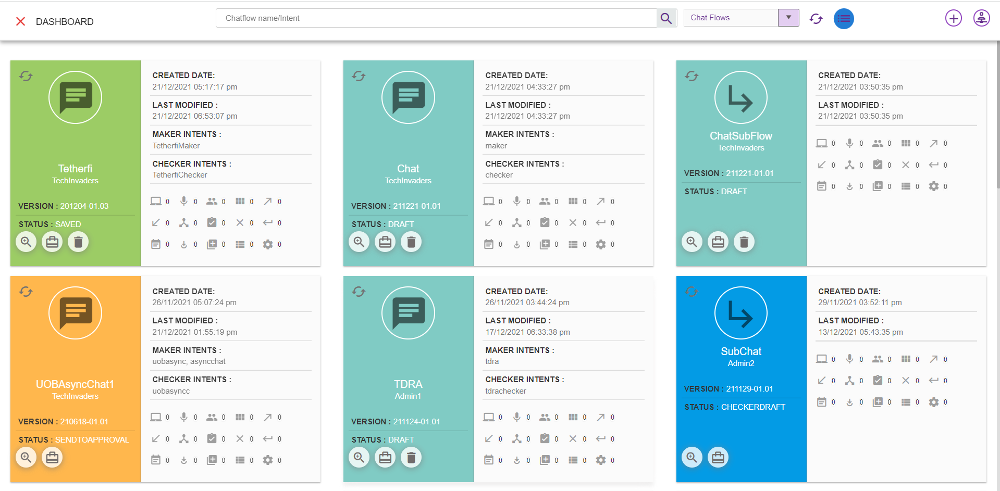 DASHBOARD
Chatflow name/Intent
Chat Flows
Tetherfi
TechInvaders
VERSION : 201204-01.03
STATUS : SAVED
CREATED DATE:
21/12/2021 05:17:17 pm
LAST MODIFIED :
21/12/2021 06:53:07 pm
MAKER INTENTS :
TetherfiMaker
CHECKER INTENTS :
TetherfiChecker
0 0 0 0 0
0 0 0 0 0
0 0 0 0 0
Chat
TechInvaders
VERSION : 211221-01.01
STATUS : DRAFT
CREATED DATE:
21/12/2021 04:33:27 pm
LAST MODIFIED :
21/12/2021 04:33:27 pm
MAKER INTENTS :
maker
CHECKER INTENTS :
checker
0 0 0 0 0
0 0 0 0 0
0 0 0 0 0
ChatSubFlow
TechInvaders
VERSION : 211221-01.01
STATUS : DRAFT
CREATED DATE:
21/12/2021 03:50:35 pm
LAST MODIFIED :
21/12/2021 03:50:35 pm
0 0 0 0 0
0 0 0 0 0
0 0 0 0 0
UOBAsyncChat1
TechInvaders
VERSION : 210618-01.01
STATUS : SENDTOAPPROVAL
CREATED DATE:
26/11/2021 05:07:24 pm
LAST MODIFIED :
21/12/2021 01:55:19 pm
MAKER INTENTS :
uobasync, asyncchat
CHECKER INTENTS :
uobasyncc
0 0 0 0 0
0 0 0 0 0
0 0 0 0 0
TDRA
Admin1
VERSION : 211124-01.01
STATUS : DRAFT
CREATED DATE:
26/11/2021 03:44:24 pm
LAST MODIFIED :
17/12/2021 06:33:38 pm
MAKER INTENTS :
tdra
CHECKER INTENTS :
tdrachecker
0 0 0 0 0
0 0 0 0 0
0 0 0 0 0
SubChat
Admin2
VERSION : 211129-01.01
STATUS : CHECKERDRAFT
CREATED DATE:
29/11/2021 03:52:11 pm
LAST MODIFIED :
13/12/2021 05:43:35 pm
0 0 0 0 0
0 0 0 0 0
0 0 0 0 0